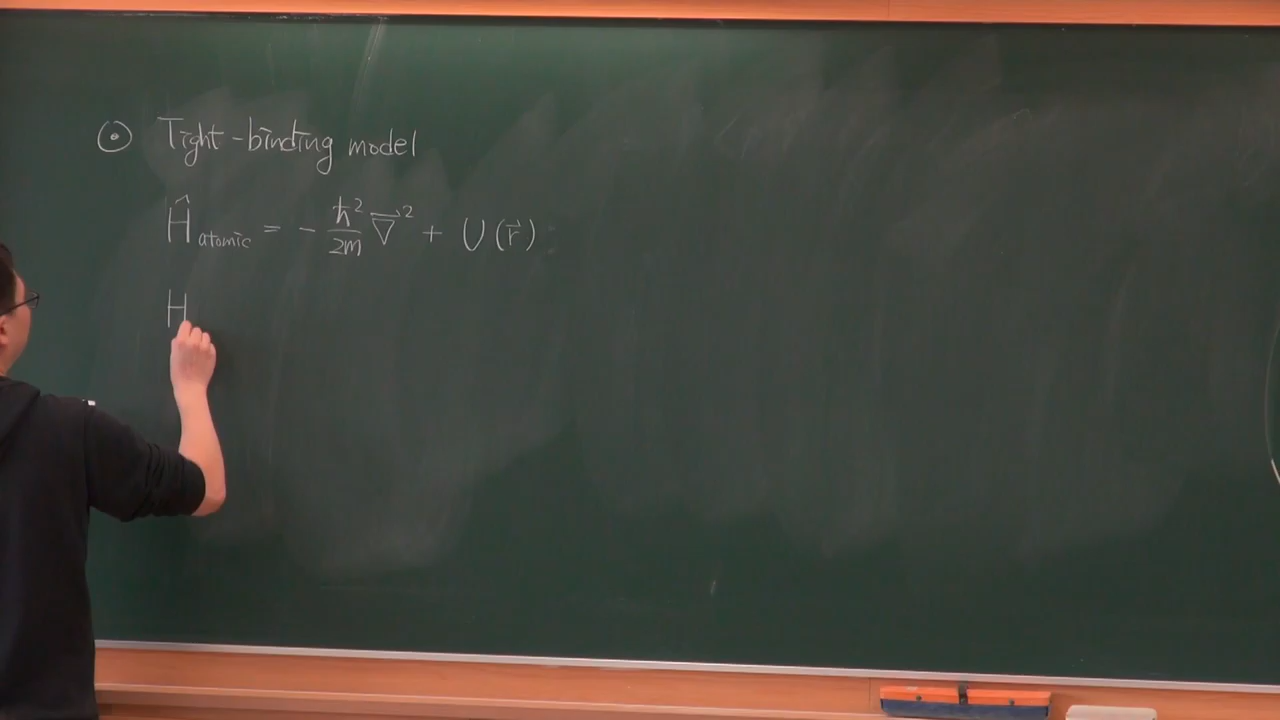 ⊙ Tight-binding model
Ĥ_atomic = - ħ²/2m ∇⃗² + U(r⃗)
H